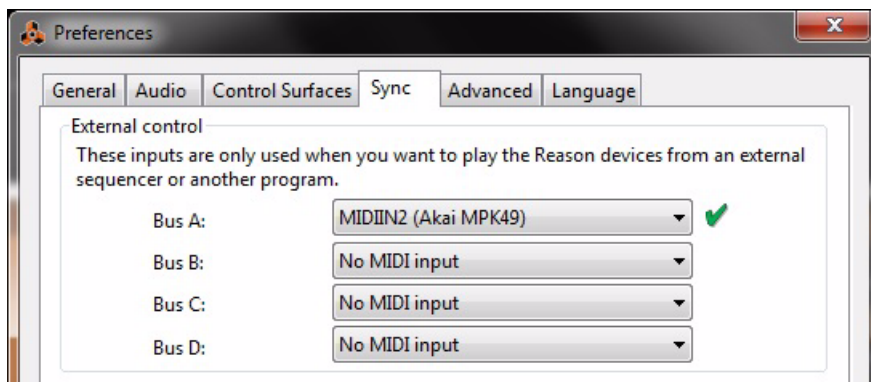 Preferences
General Audio Control Surfaces Sync Advanced Language
External control
These inputs are only used when you want to play the Reason devices from an external
sequencer or another program.
Bus A: MIDIIN2 (Akai MPK49)
Bus B: No MIDI input
Bus C: No MIDI input
Bus D: No MIDI input